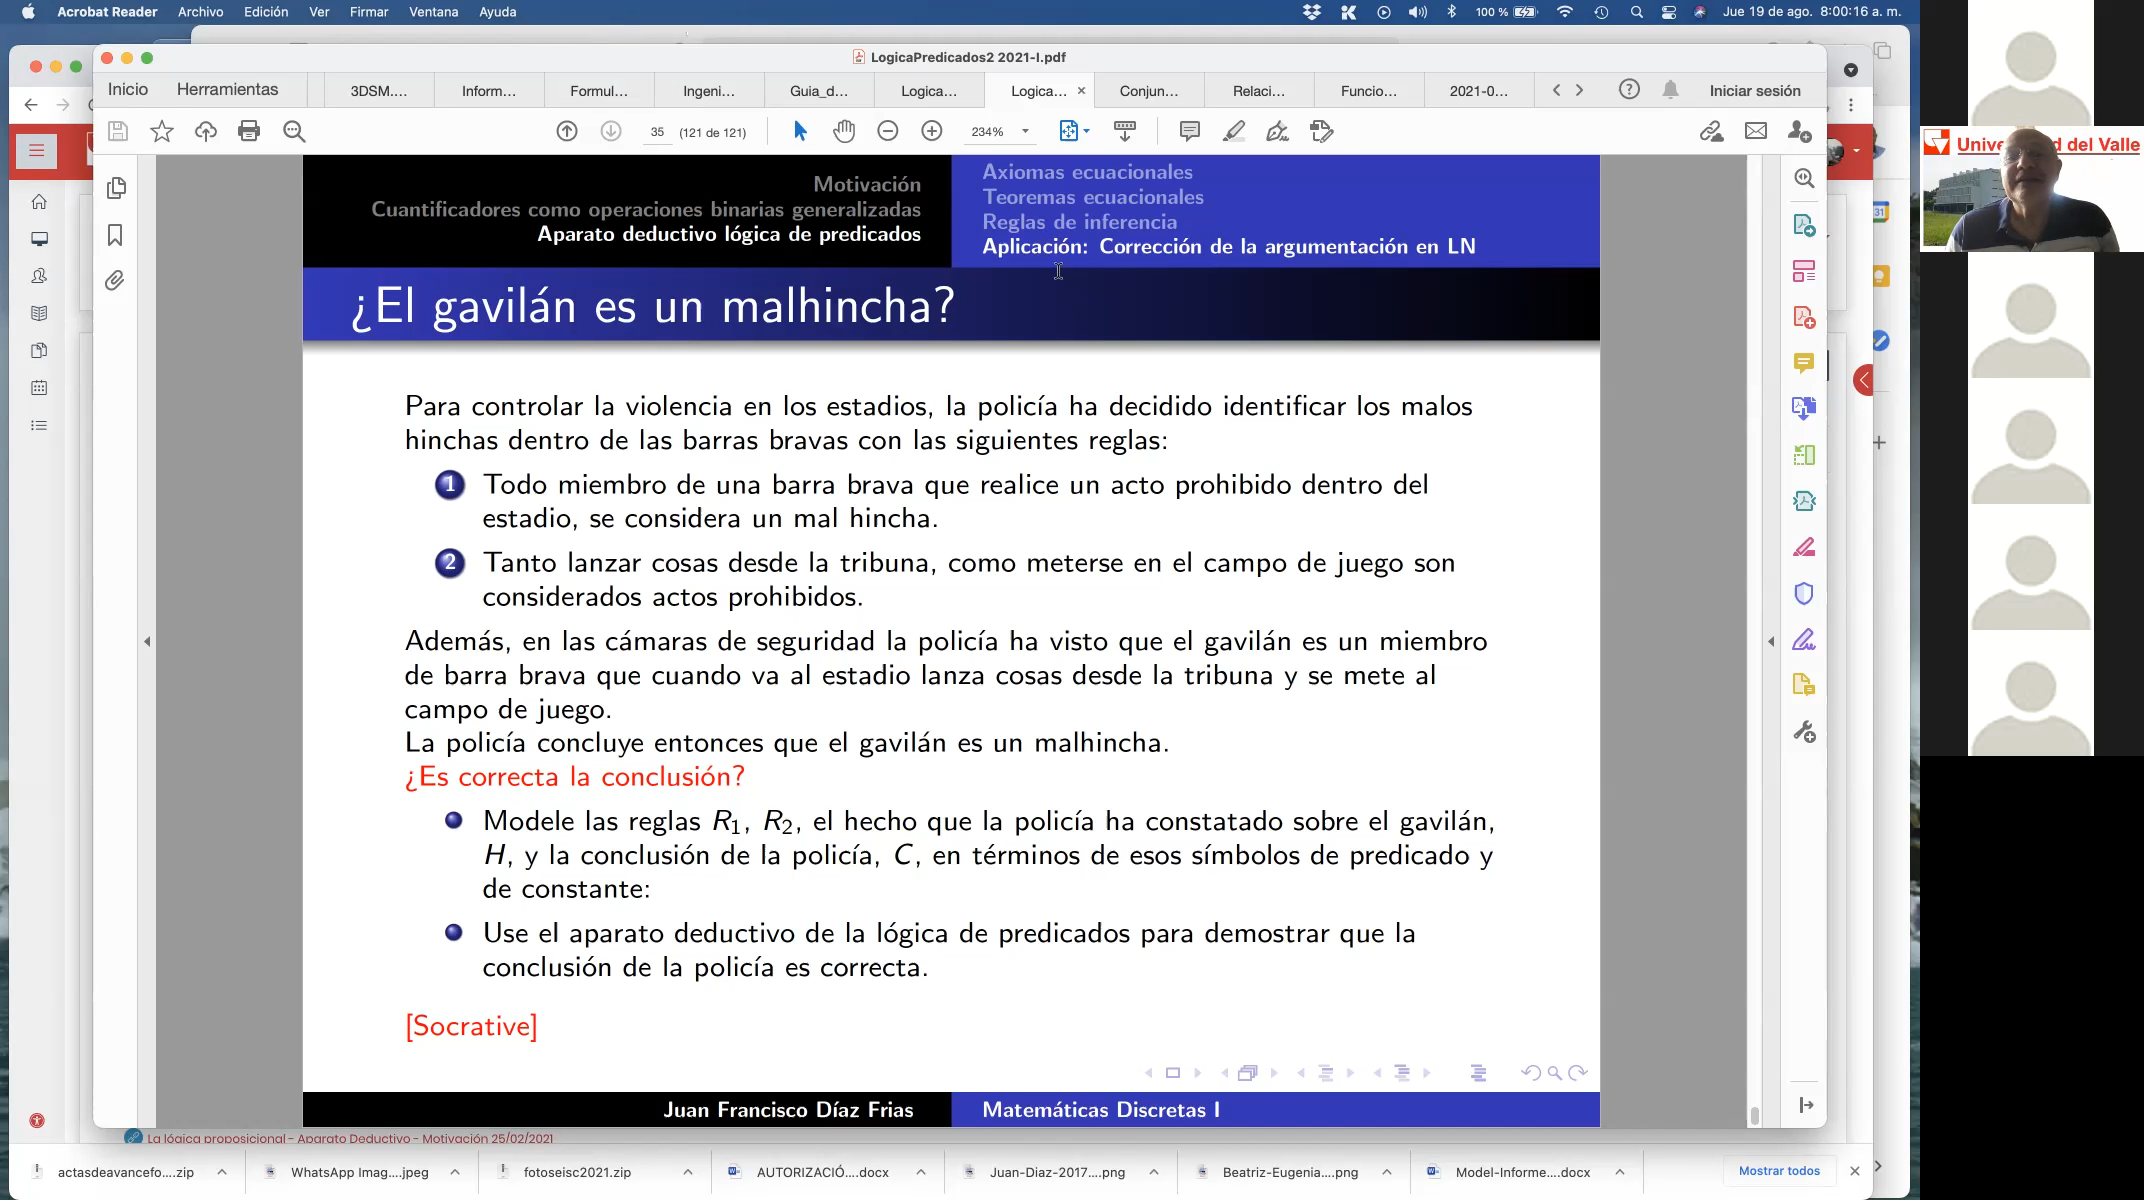 Acrobat Reader Archivo Edición Ver Firmar Ventana Ayuda
100 % Jue 19 de ago. 8:00:16 a. m.
LogicaPredicados2 2021-I.pdf
Inicio Herramientas 3DSM.... Inform... Formul... Ingeni... Guia_d... Logica... Logica... × Conjun... Relaci... Funcio... 2021-0... Iniciar sesión
35 (121 de 121) 234%
Motivación
Cuantificadores como operaciones binarias generalizadas
Aparato deductivo lógica de predicados
Axiomas ecuacionales
Teoremas ecuacionales
Reglas de inferencia
Aplicación: Corrección de la argumentación en LN
¿El gavilán es un malhincha?
Para controlar la violencia en los estadios, la policía ha decidido identificar los malos
hinchas dentro de las barras bravas con las siguientes reglas:
1 Todo miembro de una barra brava que realice un acto prohibido dentro del
estadio, se considera un mal hincha.
2 Tanto lanzar cosas desde la tribuna, como meterse en el campo de juego son
considerados actos prohibidos.
Además, en las cámaras de seguridad la policía ha visto que el gavilán es un miembro
de barra brava que cuando va al estadio lanza cosas desde la tribuna y se mete al
campo de juego.
La policía concluye entonces que el gavilán es un malhincha.
¿Es correcta la conclusión?
Modele las reglas R₁, R₂, el hecho que la policía ha constatado sobre el gavilán,
H, y la conclusión de la policía, C, en términos de esos símbolos de predicado y
de constante:
Use el aparato deductivo de la lógica de predicados para demostrar que la
conclusión de la policía es correcta.
[Socrative]
Juan Francisco Díaz Frias Matemáticas Discretas I
La lógica proposicional - Aparato Deductivo - Motivación 25/02/2021
actasdeavancefo....zip WhatsApp Imag....jpeg fotoseisc2021.zip AUTORIZACIÓ....docx Juan-Diaz-2017....png Beatriz-Eugenia....png Model-Informe....docx Mostrar todos
31
del Valle